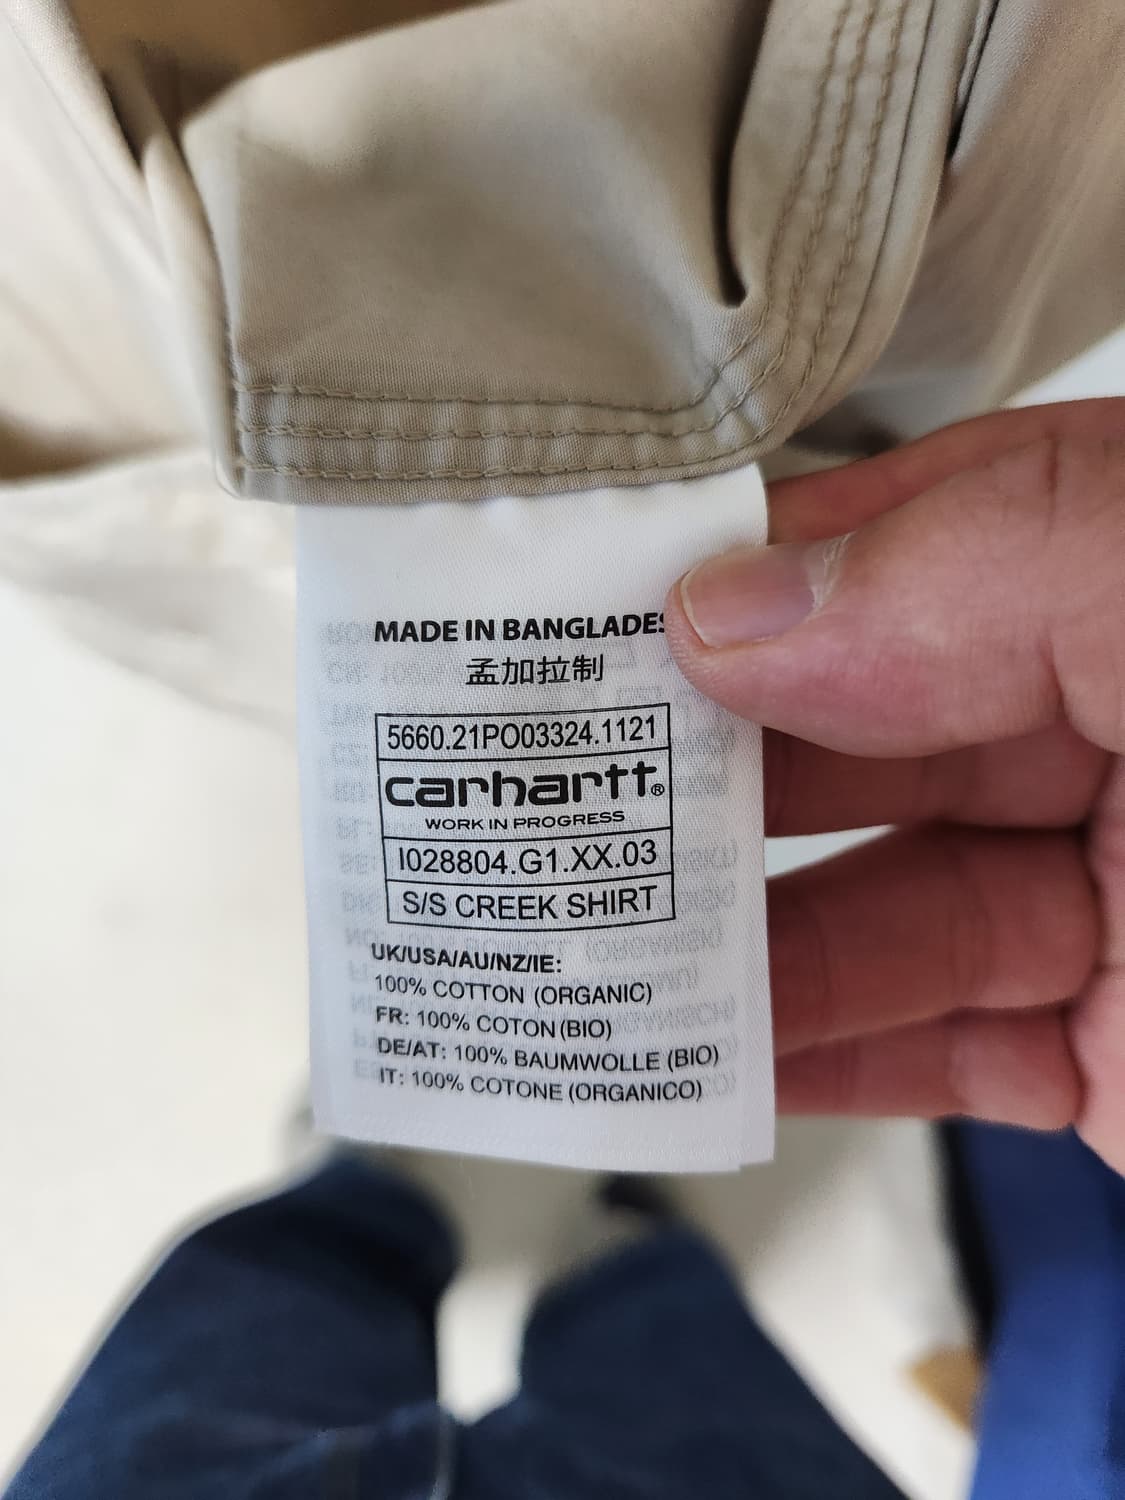 MADE IN BANGLADES
孟加拉制
5660.21PO03324.1121
carhartt®
WORK IN PROGRESS
I028804.G1.XX.03
S/S CREEK SHIRT
UK/USA/AU/NZ/IE:
100% COTTON (ORGANIC)
FR: 100% COTON (BIO)
DE/AT: 100% BAUMWOLLE (BIO)
IT: 100% COTONE (ORGANICO)